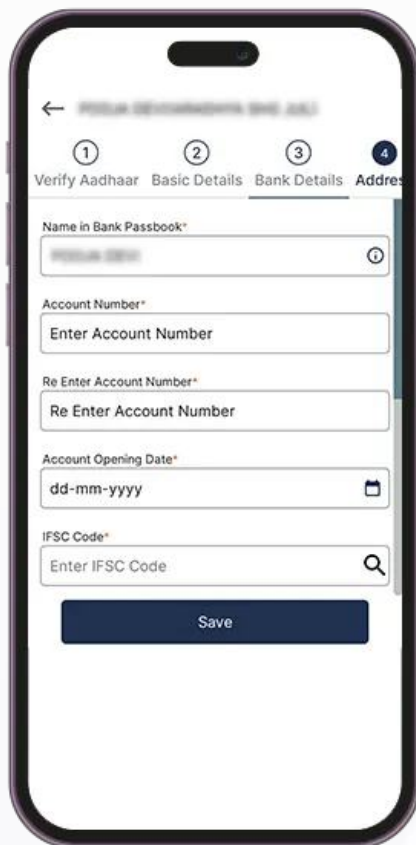 1 2 3 4
Verify Aadhaar Basic Details Bank Details Addres
Name in Bank Passbook*
Account Number*
Enter Account Number
Re Enter Account Number*
Re Enter Account Number
Account Opening Date*
dd-mm-yyyy
IFSC Code*
Enter IFSC Code
Save